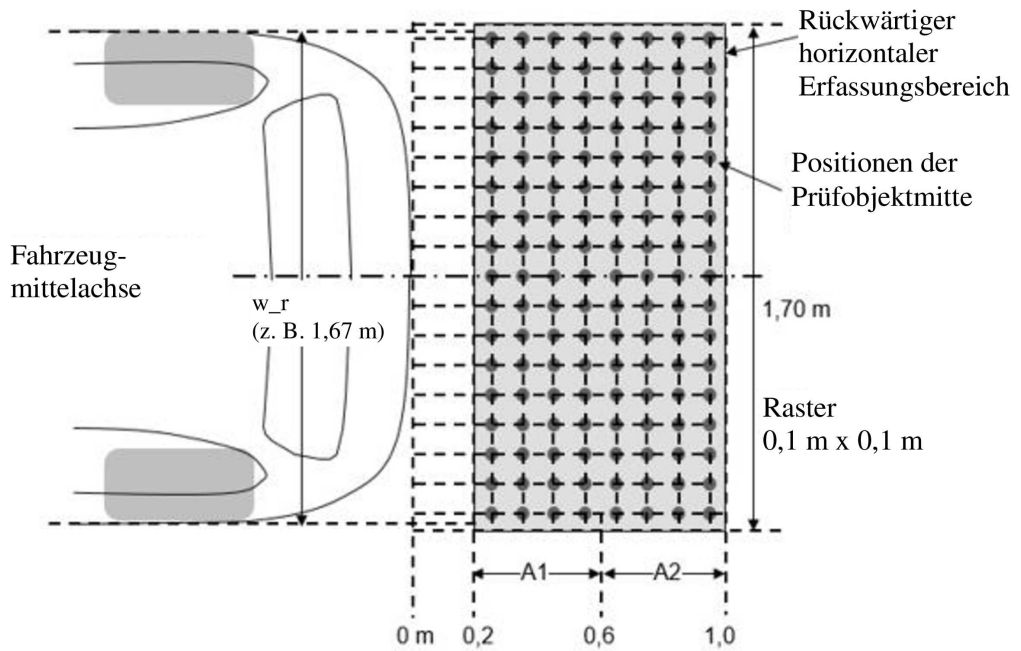 Rückwärtiger
horizontaler
Erfassungsbereich
Positionen der
Prüfobjektmitte
Fahrzeug-
mittelachse
w_r
(z. B. 1,67 m)
1,70 m
Raster
0,1 m x 0,1 m
A1
A2
0 m
0,2
0,6
1,0